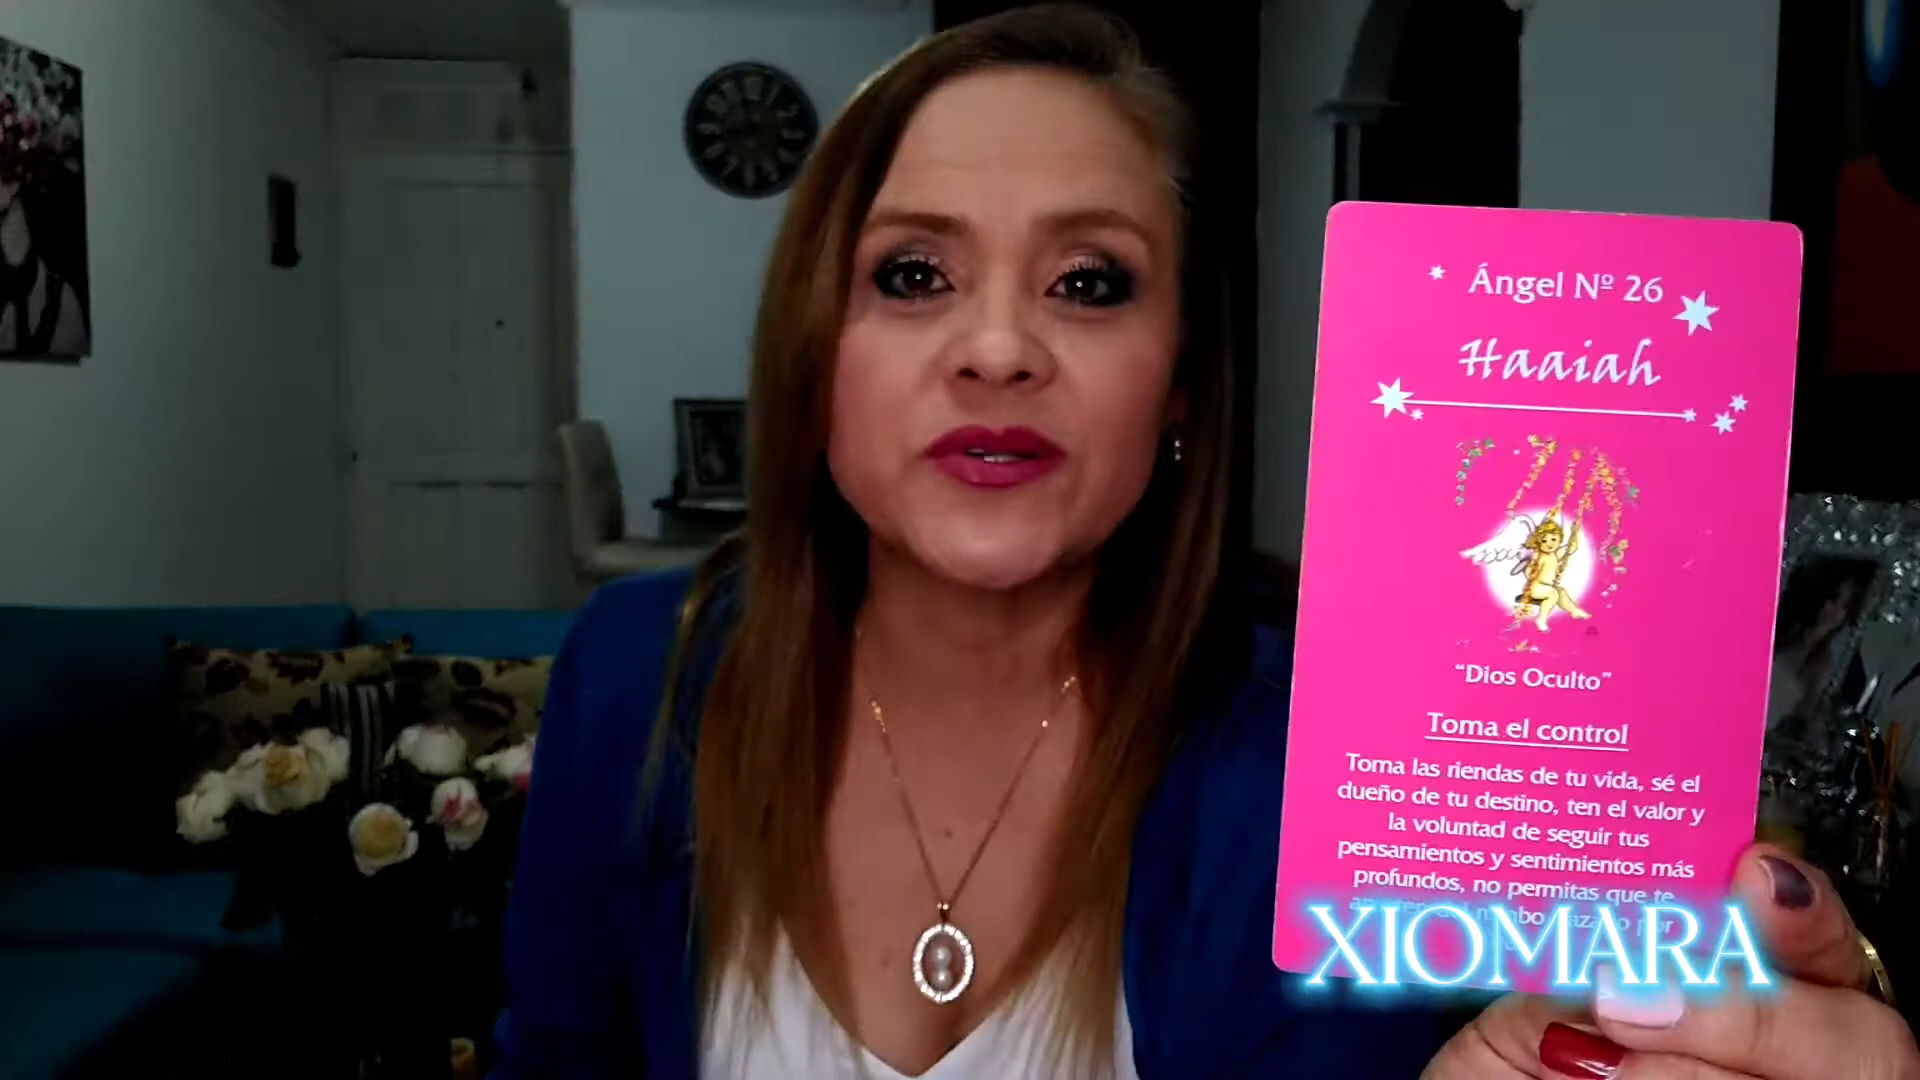 Ángel Nº 26
Haaiah
“Dios Oculto”
Toma el control
Toma las riendas de tu vida, sé el
dueño de tu destino, ten el valor y
la voluntad de seguir tus
pensamientos y sentimientos más
profundos, no permitas que te
por
XIOMARA